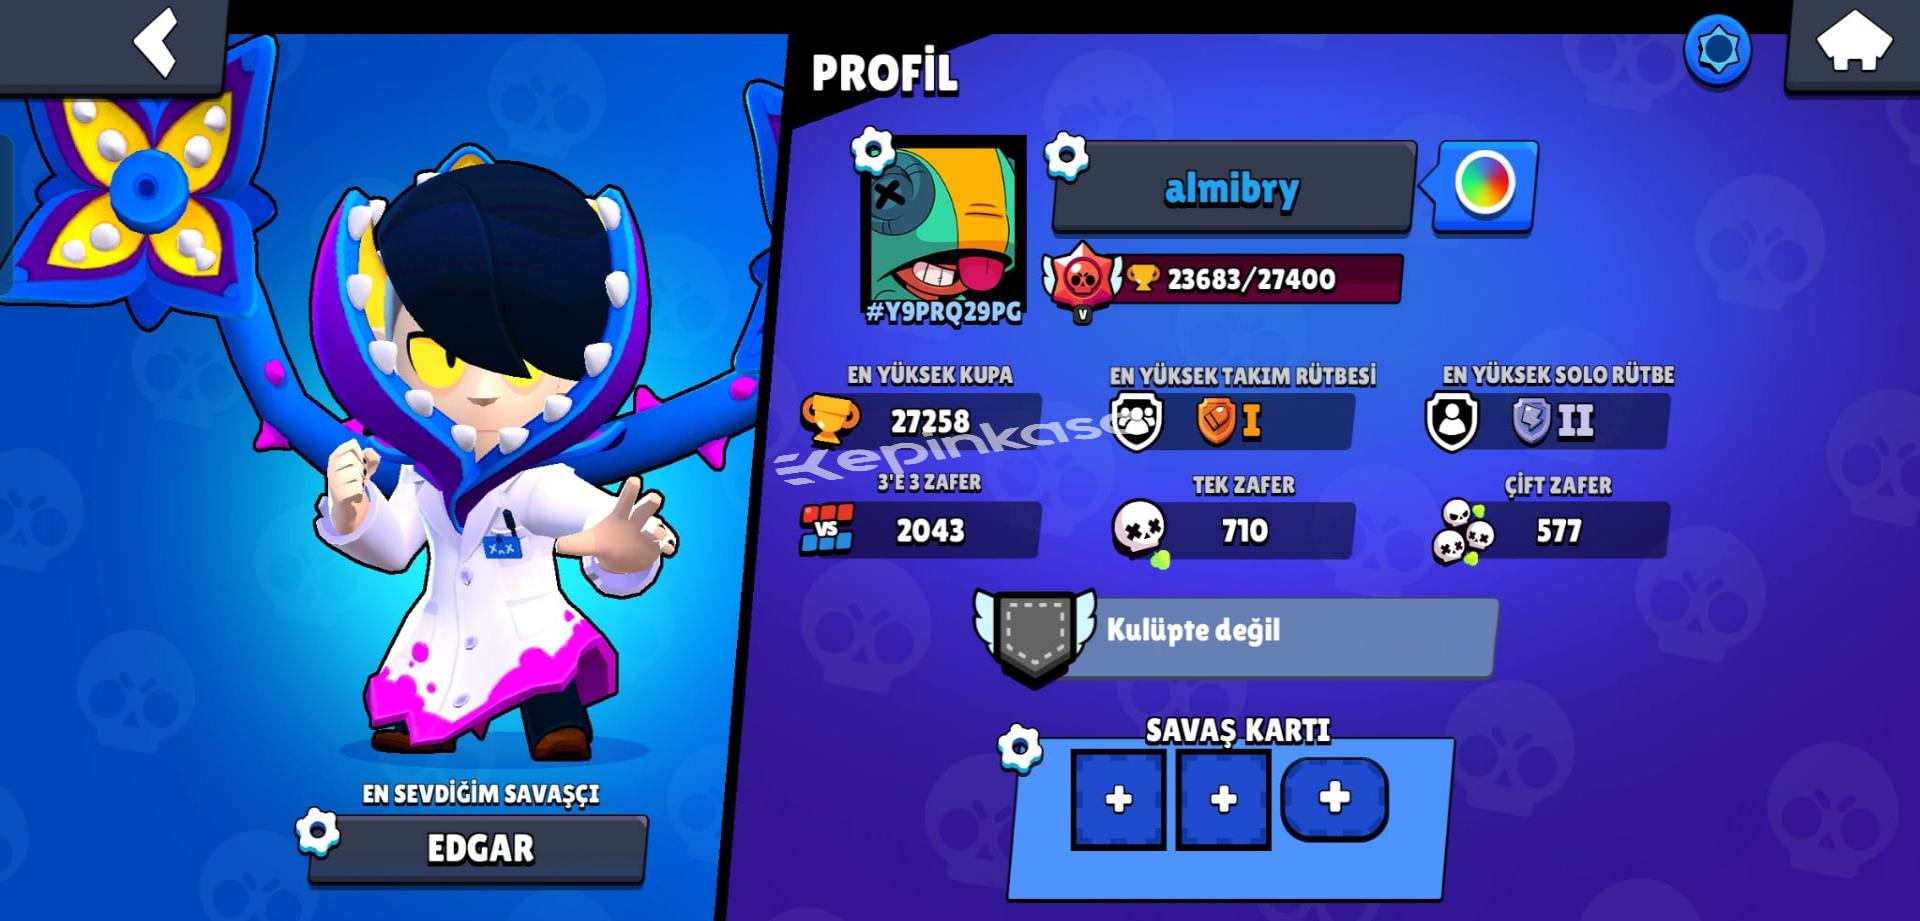 PROFİL
almibry
23683/27400
V
#Y9PRQ29PG
EN YÜKSEK KUPA
EN YÜKSEK TAKIM RÜTBESİ
EN YÜKSEK SOLO RÜTBE
27258
I
II
epinkasa
3'E 3 ZAFER
TEK ZAFER
ÇİFT ZAFER
VS
2043
710
577
Kulüpte değil
SAVAŞ KARTI
EN SEVDİĞİM SAVAŞÇI
EDGAR